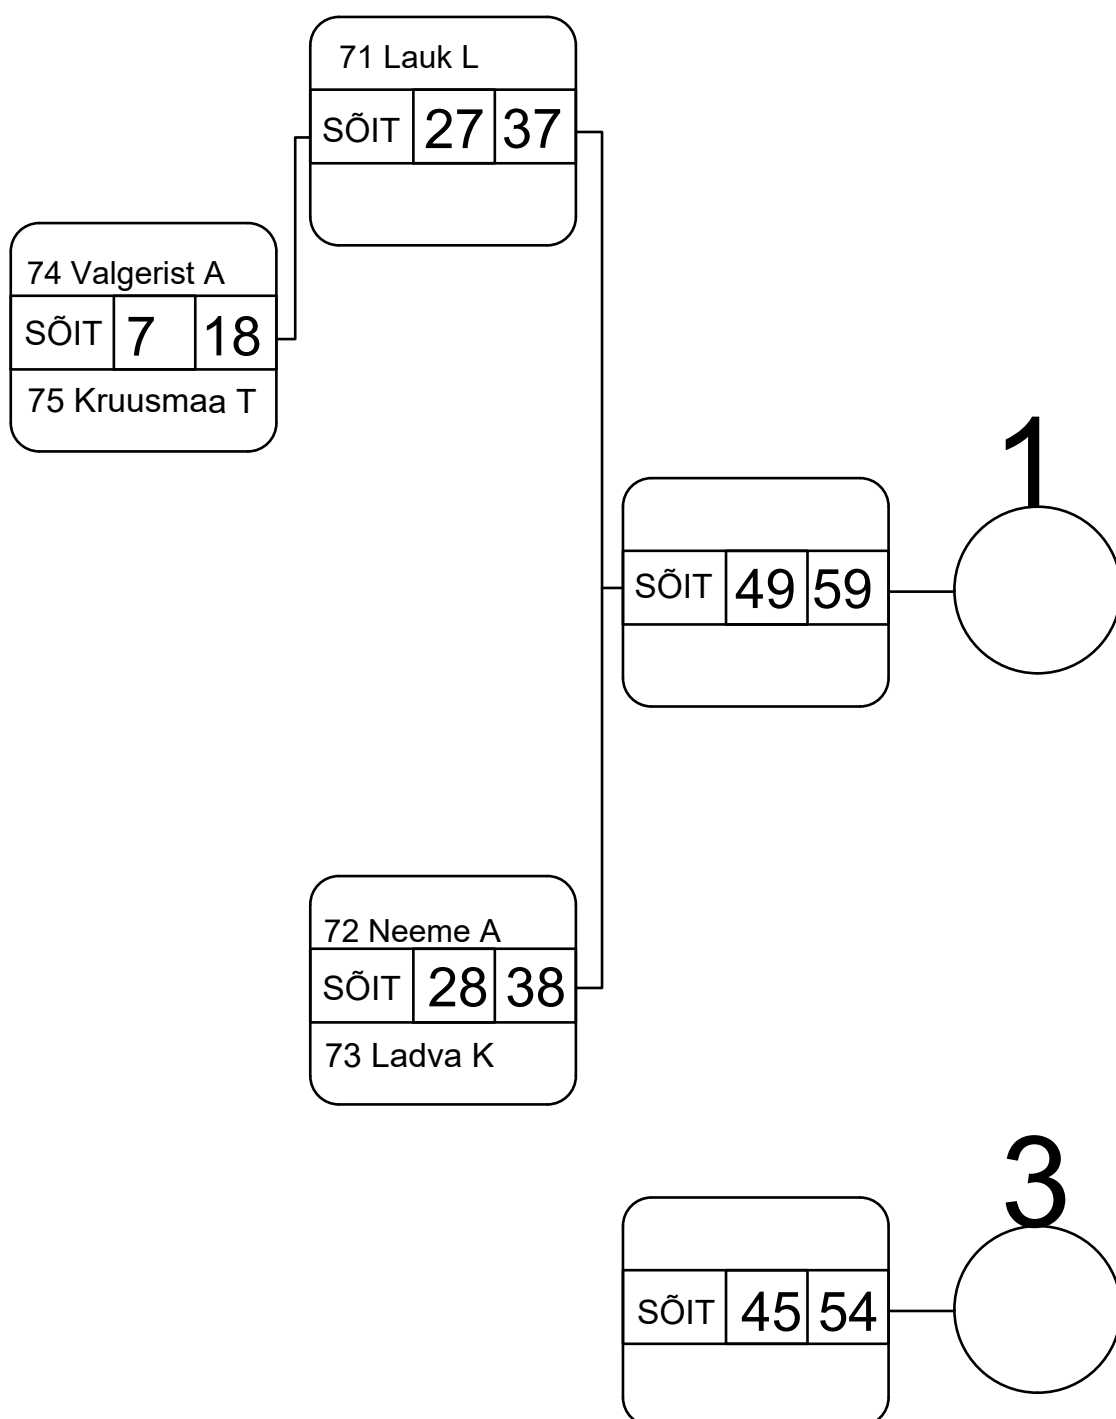 71 Lauk L
SÕIT 27 37
74 Valgerist A
SÕIT 7 18
75 Kruusmaa T
1
SÕIT 49 59
72 Neeme A
SÕIT 28 38
73 Ladva K
3
SÕIT 45 54